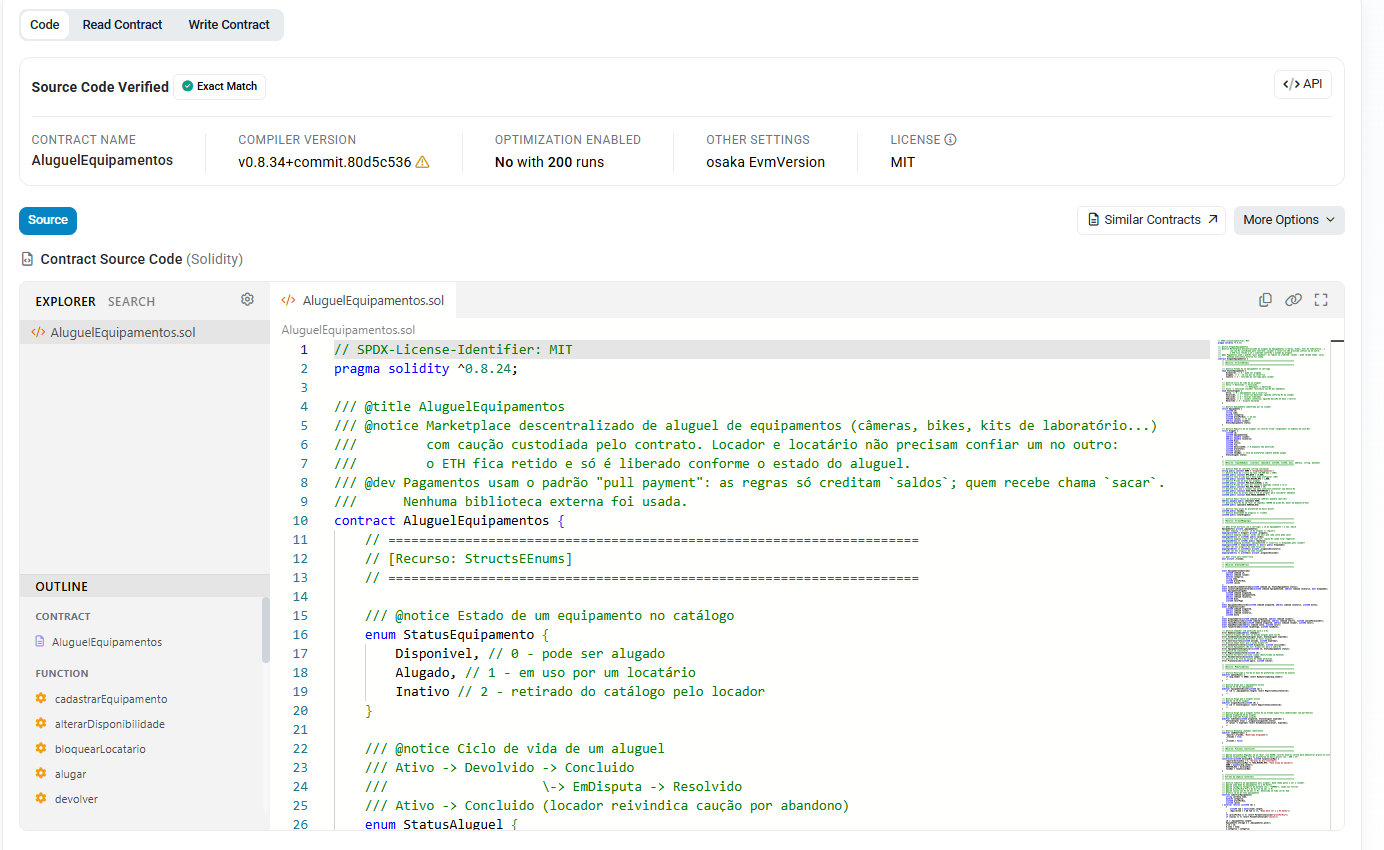 Code Read Contract Write Contract
Source Code Verified Exact Match
</> API
CONTRACT NAME COMPILER VERSION OPTIMIZATION ENABLED OTHER SETTINGS LICENSE
AluguelEquipamentos v0.8.34+commit.80d5c536 No with 200 runs osaka EvmVersion MIT
Source Similar Contracts More Options
Contract Source Code (Solidity)
EXPLORER SEARCH
</> AluguelEquipamentos.sol
</> AluguelEquipamentos.sol
AluguelEquipamentos.sol
1 // SPDX-License-Identifier: MIT
2 pragma solidity ^0.8.24;
3
4 /// @title AluguelEquipamentos
5 /// @notice Marketplace descentralizado de aluguel de equipamentos (câmeras, bikes, kits de laboratório...)
6 /// com caução custodiada pelo contrato. Locador e locatário não precisam confiar um no outro:
7 /// o ETH fica retido e só é liberado conforme o estado do aluguel.
8 /// @dev Pagamentos usam o padrão "pull payment": as regras só creditam `saldos`; quem recebe chama `sacar`.
9 /// Nenhuma biblioteca externa foi usada.
10 contract AluguelEquipamentos {
11 // =====================================================================
12 // [Recurso: StructsEEnums]
13 // =====================================================================
14
15 /// @notice Estado de um equipamento no catálogo
16 enum StatusEquipamento {
17 Disponivel, // 0 - pode ser alugado
18 Alugado, // 1 - em uso por um locatário
19 Inativo // 2 - retirado do catálogo pelo locador
20 }
21
22 /// @notice Ciclo de vida de um aluguel
23 /// Ativo -> Devolvido -> Concluido
24 /// \-> EmDisputa -> Resolvido
25 /// Ativo -> Concluido (locador reivindica caução por abandono)
26 enum StatusAluguel {
OUTLINE
CONTRACT
AluguelEquipamentos
FUNCTION
cadastrarEquipamento
alterarDisponibilidade
bloquearLocatario
alugar
devolver